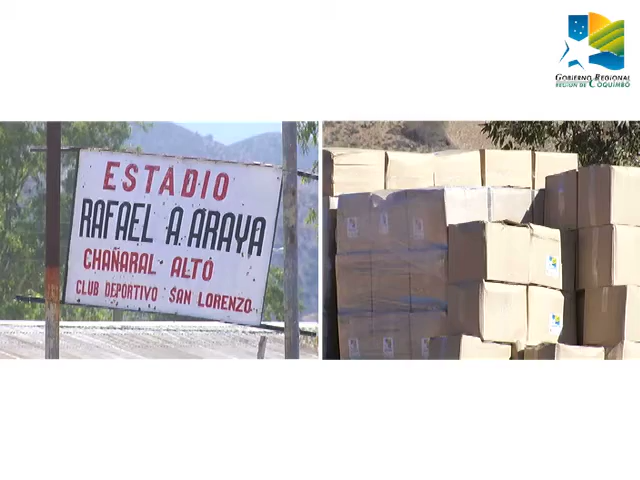 GOBIERNO REGIONAL
REGIÓN DE COQUIMBO
ESTADIO
RAFAEL A. ARAYA
CHAÑARAL ALTO
CLUB DEPORTIVO : SAN LORENZO